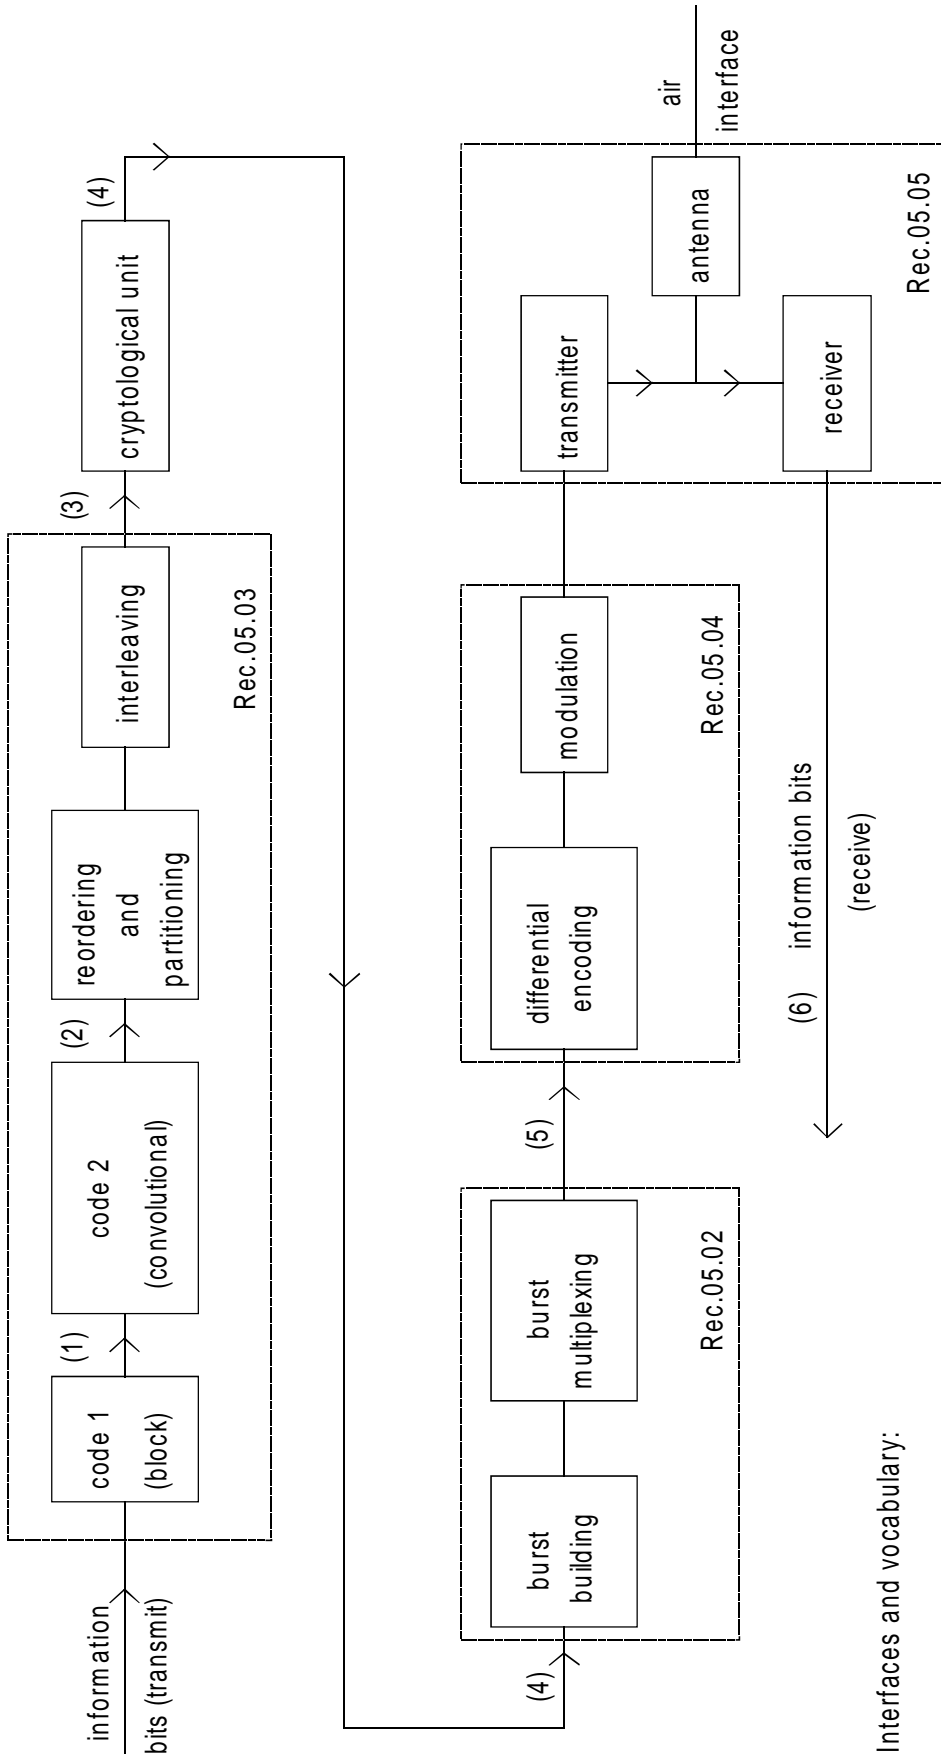 information
bits (transmit)
code 1
(block)
(1)
code 2
(convolutional)
(2)
reordering
and
partitioning
interleaving
Rec.05.03
(3)
cryptological unit
(4)
(4)
burst
building
burst
multiplexing
Rec.05.02
(5)
differential
encoding
modulation
Rec.05.04
transmitter
antenna
receiver
Rec.05.05
air
interface
(6)
information bits
(receive)
Interfaces and vocabulary: